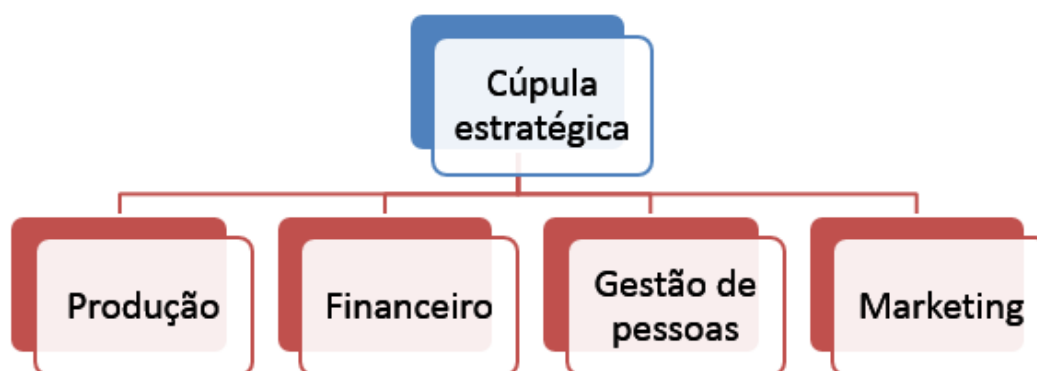 Cúpula
estratégica
Produção
Financeiro
Gestão de
pessoas
Marketing